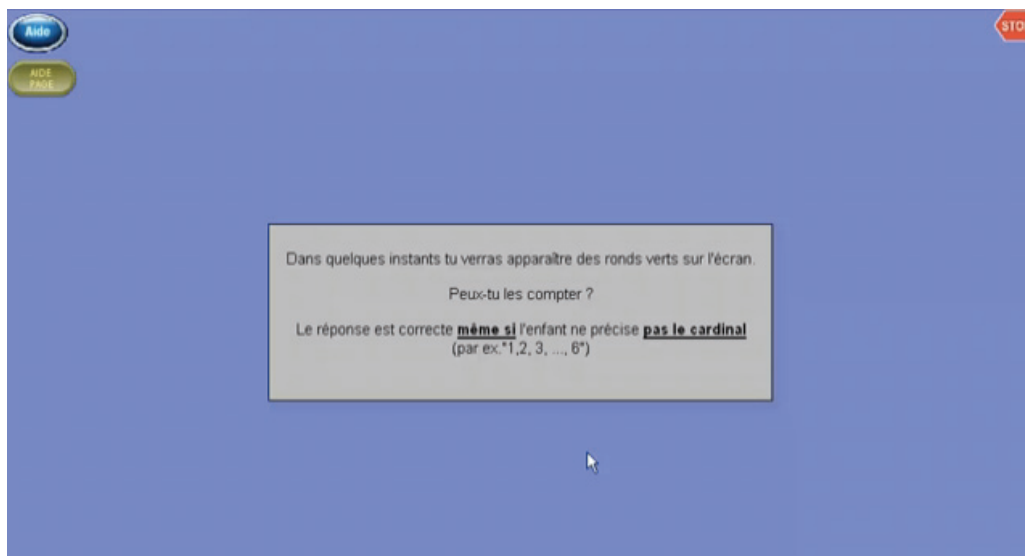 Aide
STO
AIDE
PAGE
Dans quelques instants tu verras apparaître des ronds verts sur l'écran.
Peux-tu les compter ?
Le réponse est correcte même si l'enfant ne précise pas le cardinal
(par ex."1,2, 3, ..., 6")